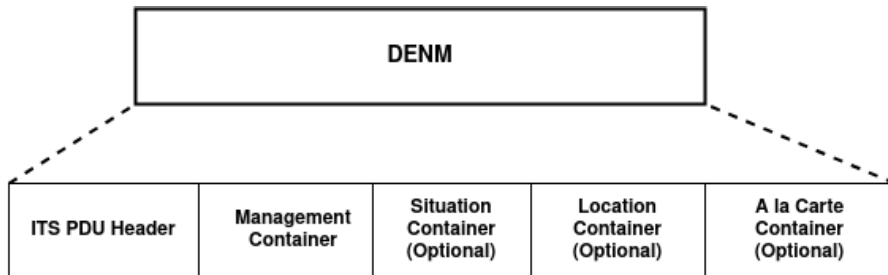 DENM
ITS PDU Header
Management
Container
Situation
Container
(Optional)
Location
Container
(Optional)
A la Carte
Container
(Optional)